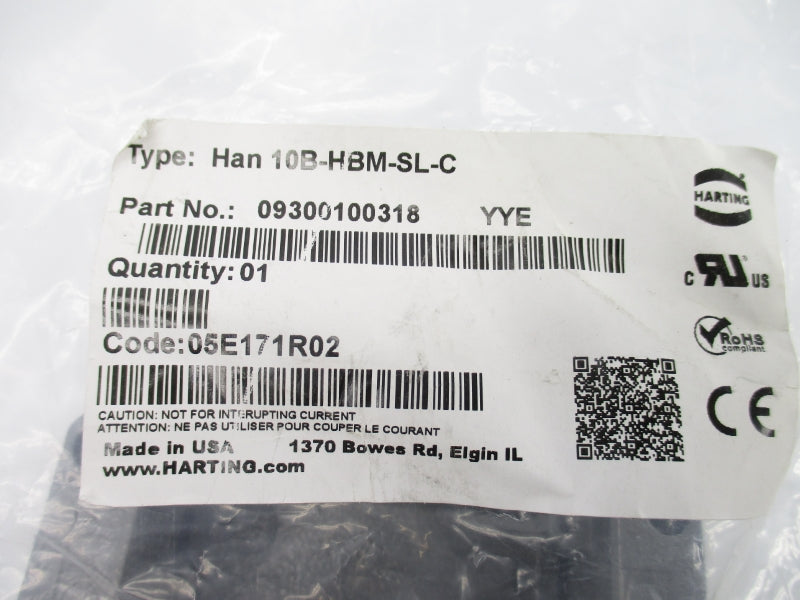 Type: Han 10B-HBM-SL-C
HARTING
Part No.: 09300100318 YYE
Quantity: 01
C RU US
Code:05E171R02
RoHS
compliant
CE
CAUTION: NOT FOR INTERRUPTING CURRENT
ATTENTION: NE PAS UTILISER POUR COUPER LE COURANT
Made in USA 1370 Bowes Rd, Elgin IL
www.HARTING.com